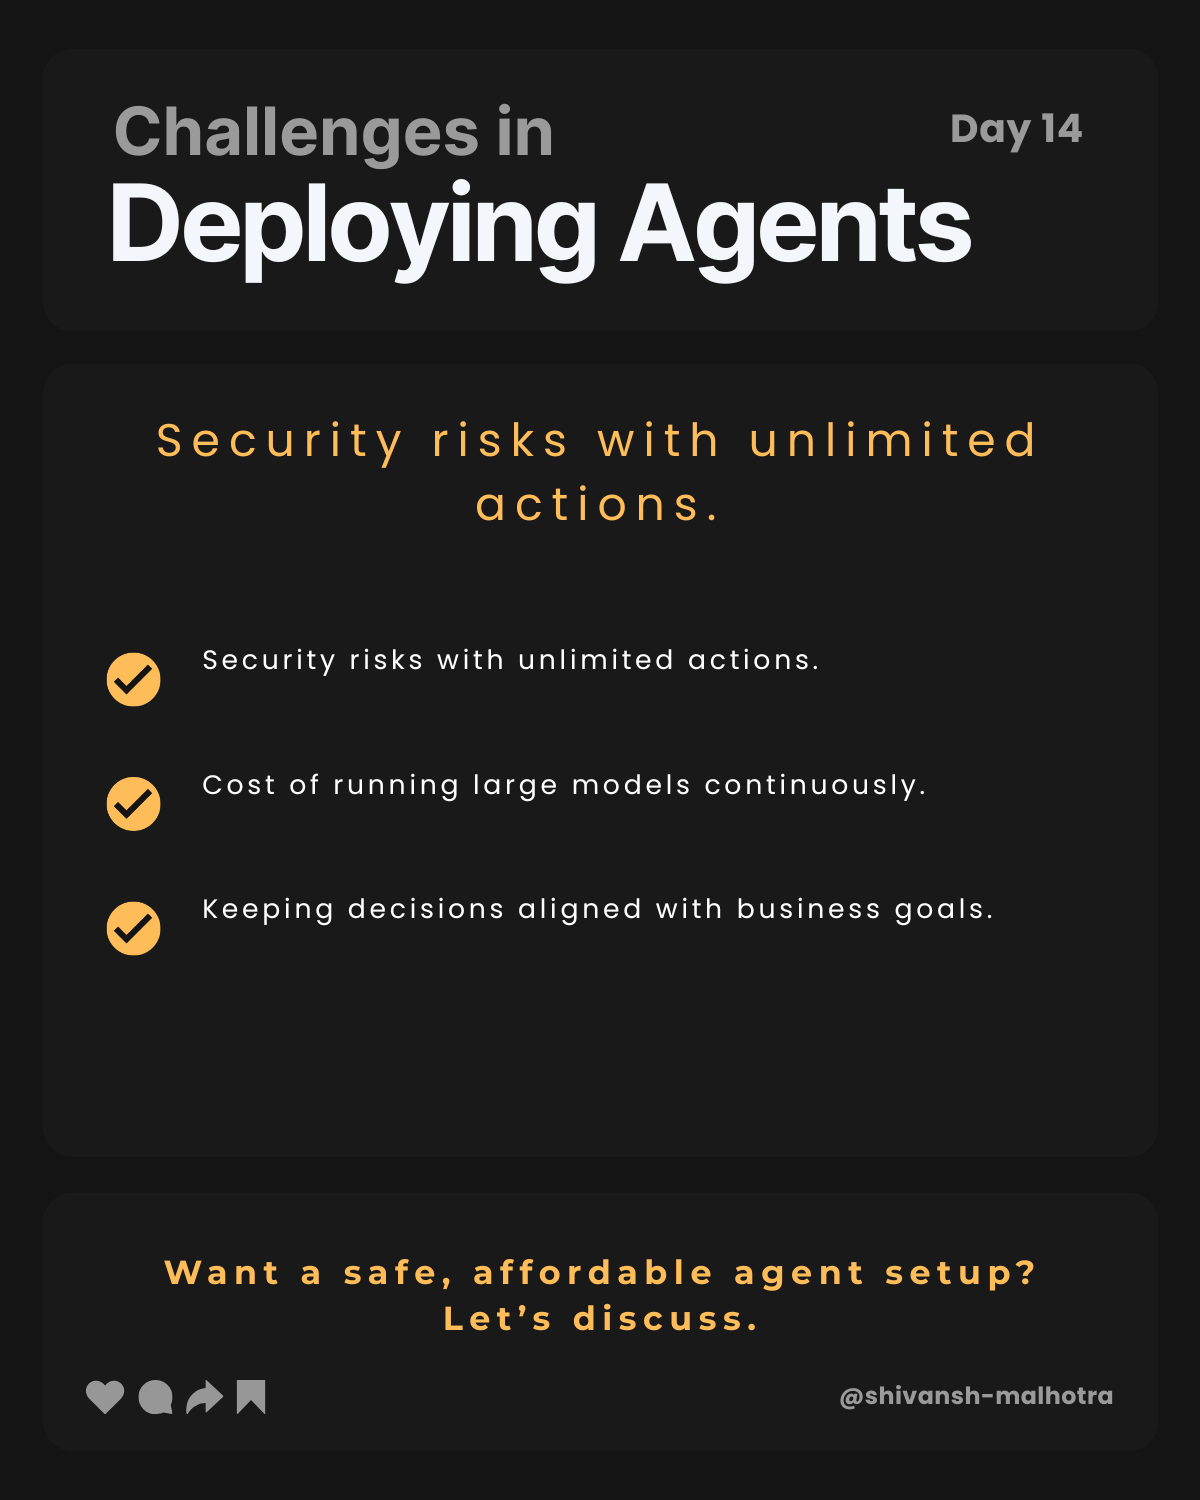 Challenges in
Day 14
Deploying Agents
Security risks with unlimited
actions.
Security risks with unlimited actions.
Cost of running large models continuously.
Keeping decisions aligned with business goals.
Want a safe, affordable agent setup?
Let’s discuss.
@shivansh-malhotra